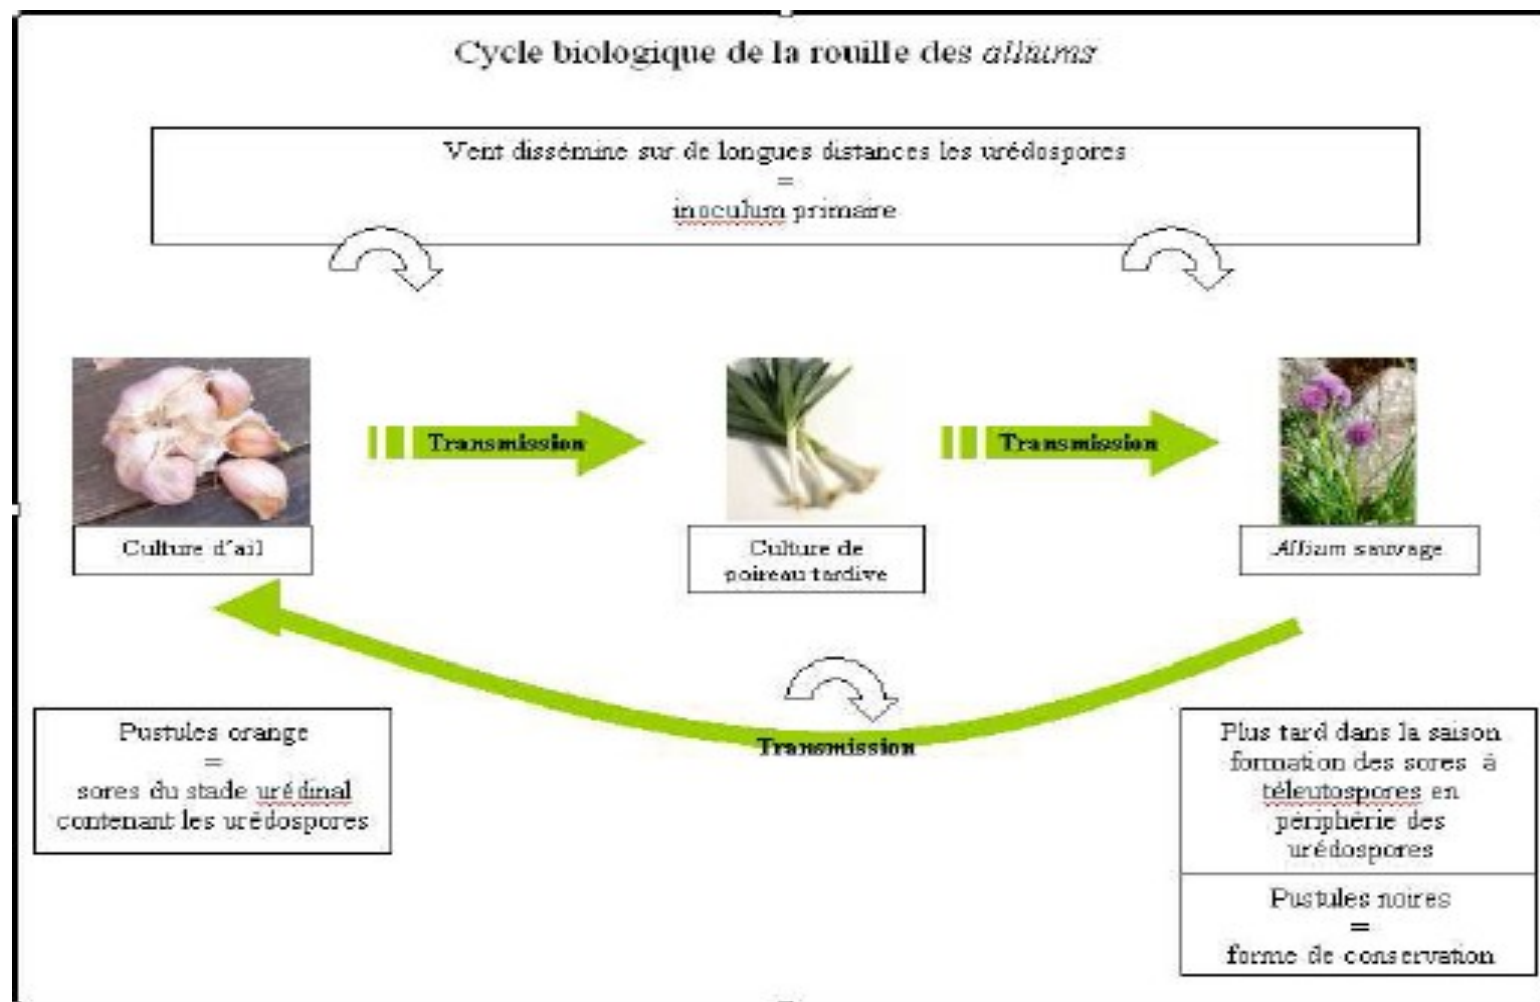 Cycle biologique de la rouille des alliums
Vent dissémine sur de longues distances les urédospores
=
inoculum primaire
Transmission
Transmission
Culture d'ail
Culture de
poireau tardive
Allium sauvage
Transmission
Pustules orange
=
sores du stade urédinal
contenant les urédospores
Plus tard dans la saison
formation des sores à
téleutospores en
périphérie des
urédospores
Pustules noires
=
forme de conservation